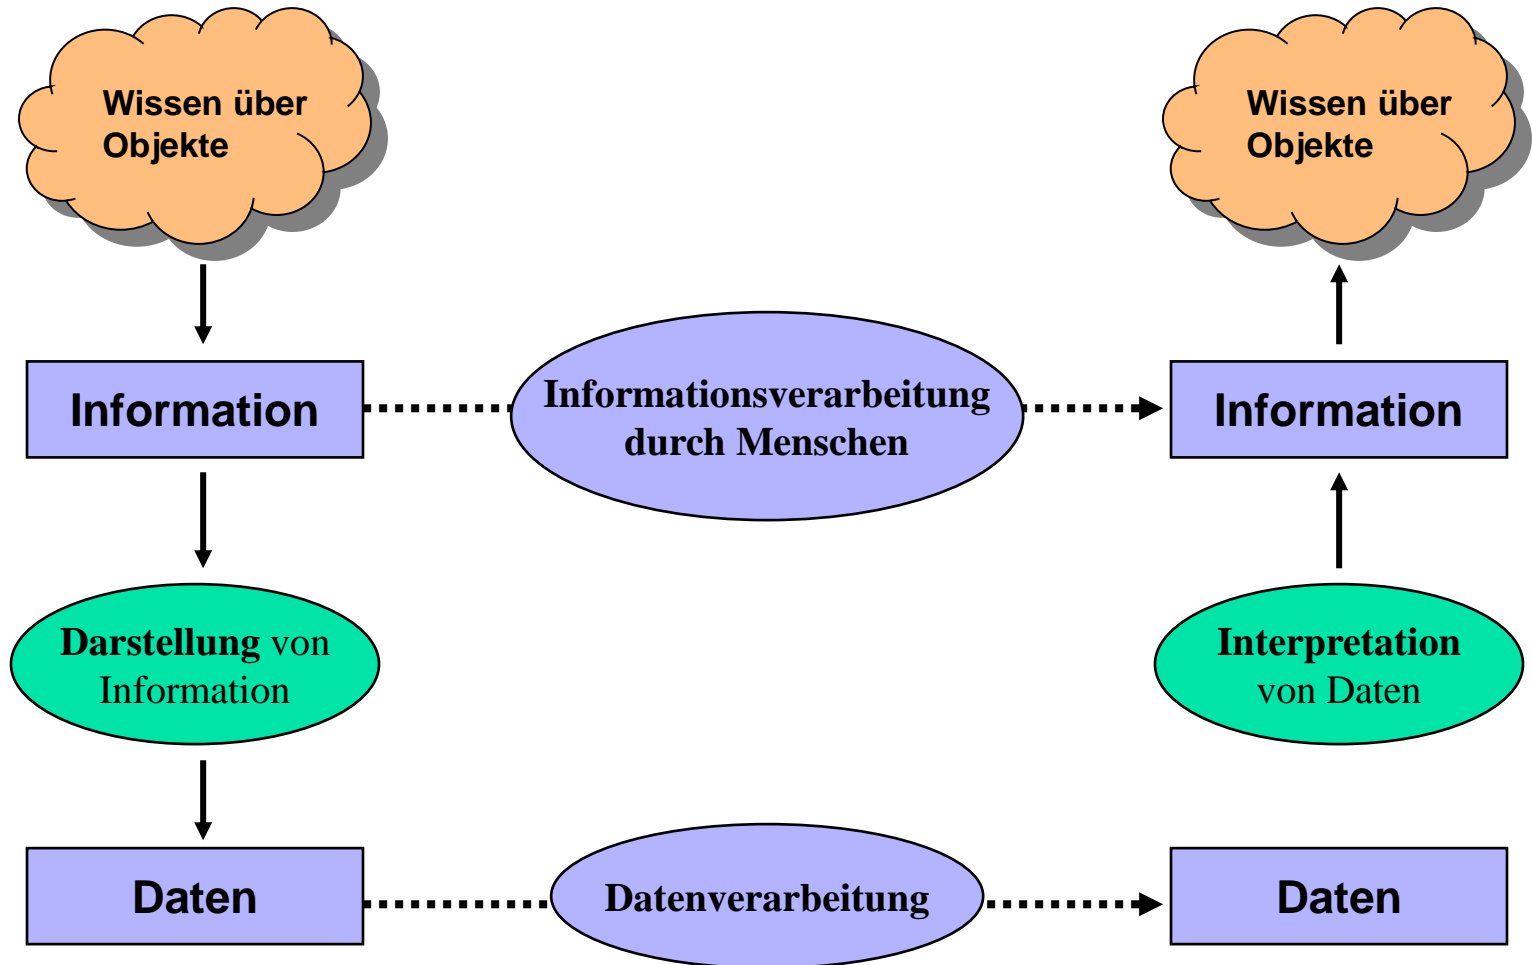 Wissen über
Objekte
Wissen über
Objekte
Information
Informationsverarbeitung
durch Menschen
Information
Darstellung von
Information
Interpretation
von Daten
Daten
Datenverarbeitung
Daten